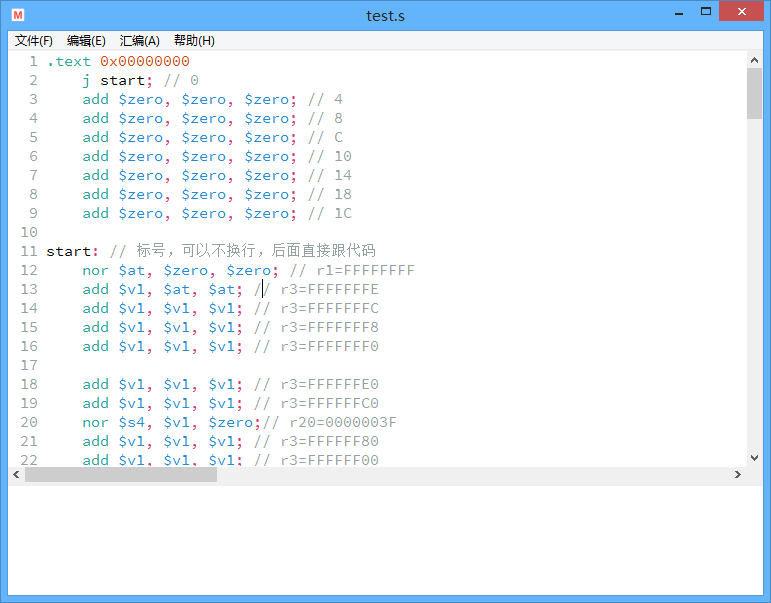 M test.s
文件(F) 编辑(E) 汇编(A) 帮助(H)
1 .text 0x00000000
2 j start; // 0
3 add $zero, $zero, $zero; // 4
4 add $zero, $zero, $zero; // 8
5 add $zero, $zero, $zero; // C
6 add $zero, $zero, $zero; // 10
7 add $zero, $zero, $zero; // 14
8 add $zero, $zero, $zero; // 18
9 add $zero, $zero, $zero; // 1C
10
11 start: // 标号，可以不换行，后面直接跟代码
12 nor $at, $zero, $zero; // r1=FFFFFFFF
13 add $v1, $at, $at; // r3=FFFFFFFE
14 add $v1, $v1, $v1; // r3=FFFFFFFC
15 add $v1, $v1, $v1; // r3=FFFFFFF8
16 add $v1, $v1, $v1; // r3=FFFFFFF0
17
18 add $v1, $v1, $v1; // r3=FFFFFFE0
19 add $v1, $v1, $v1; // r3=FFFFFFC0
20 nor $s4, $v1, $zero;// r20=0000003F
21 add $v1, $v1, $v1; // r3=FFFFFF80
22 add $v1, $v1, $v1; // r3=FFFFFF00